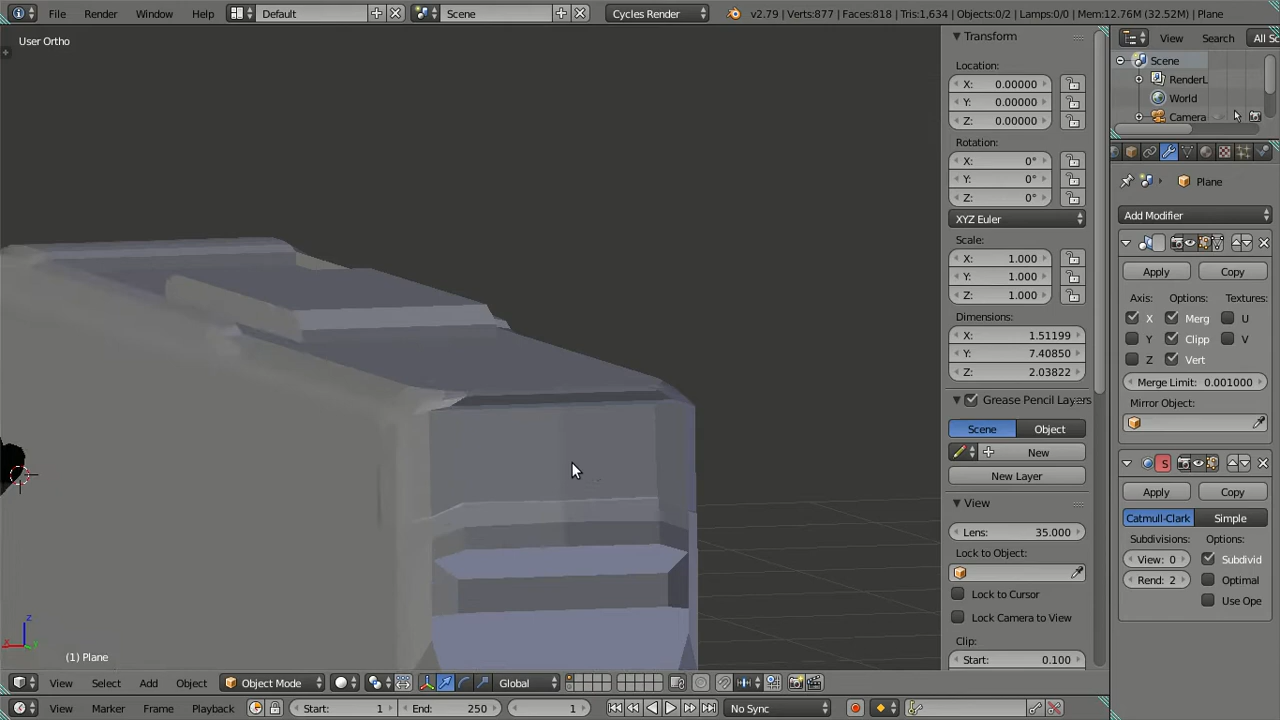 File Render Window Help Default Scene Cycles Render v2.79 | Verts:877 | Faces:818 | Tris:1,634 | Objects:0/2 | Lamps:0/0 | Mem:12.76M (32.52M) | Plane
User Ortho
Transform
Location:
X: 0.00000
Y: 0.00000
Z: 0.00000
Rotation:
X: 0°
Y: 0°
Z: 0°
XYZ Euler
Scale:
X: 1.000
Y: 1.000
Z: 1.000
Dimensions:
X: 1.51199
Y: 7.40850
Z: 2.03822
Grease Pencil Layers
Scene Object
New
New Layer
View
Lens: 35.000
Lock to Object:
Lock to Cursor
Lock Camera to View
Clip:
Start: 0.100
View Search All Sc
Scene
RenderL
World
Camera
Plane
Add Modifier
Apply Copy
Axis: Options: Textures:
X Merg U
Y Clipp V
Z Vert
Merge Limit: 0.001000
Mirror Object:
S
Apply Copy
Catmull-Clark Simple
Subdivisions: Options:
View: 0 Subdivid
Rend: 2 Optimal
Use Ope
z
x y
(1) Plane
View Select Add Object Object Mode Global
View Marker Frame Playback Start: 1 End: 250 1 No Sync